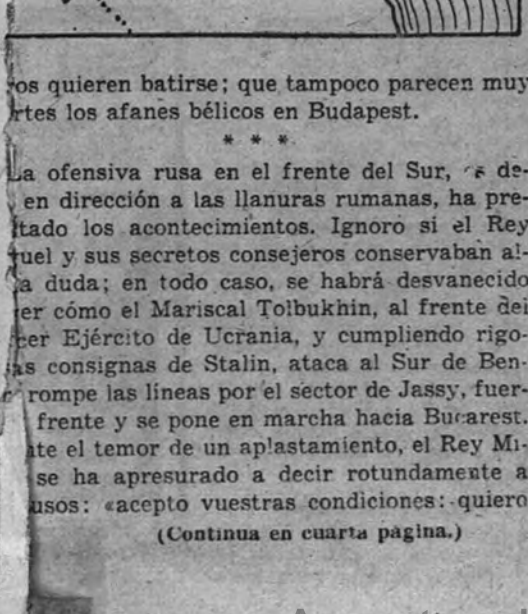 ros quieren batirse; que tampoco parecen muy
rtes los afanes bélicos en Budapest.
* * *
La ofensiva rusa en el frente del Sur, es de-
en dirección a las llanuras rumanas, ha pre-
itado los acontecimientos. Ignoro si el Rey
uel y sus secretos consejeros conservaban al-
a duda; en todo caso, se habrá desvanecido
er cómo el Mariscal Tolbukhin, al frente del
cer Ejército de Ucrania, y cumpliendo rigo-
as consignas de Stalin, ataca al Sur de Ben-
rompe las líneas por el sector de Jassy, fuer-
frente y se pone en marcha hacia Bucarest.
te el temor de un aplastamiento, el Rey Mi-
se ha apresurado a decir rotundamente a
usos: «acepto vuestras condiciones: quiero
(Continua en cuarta página.)